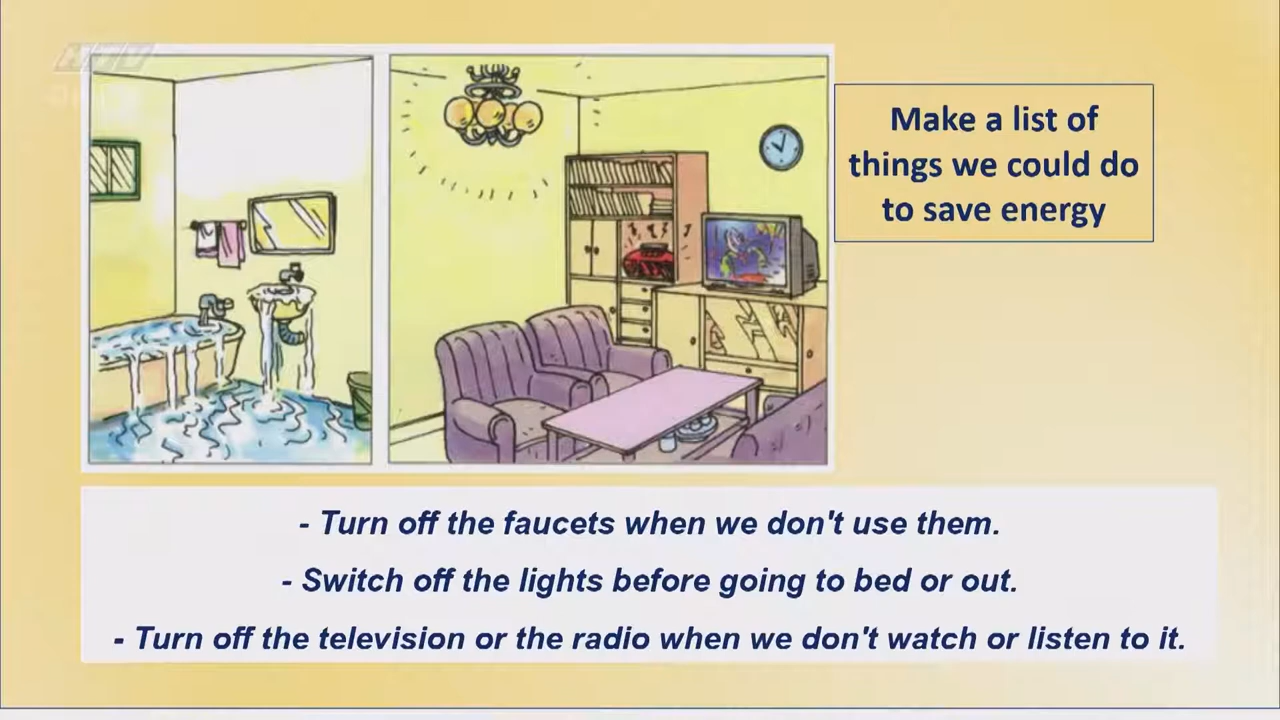 HTV
Make a list of
things we could do
to save energy
- Turn off the faucets when we don't use them.
- Switch off the lights before going to bed or out.
- Turn off the television or the radio when we don't watch or listen to it.